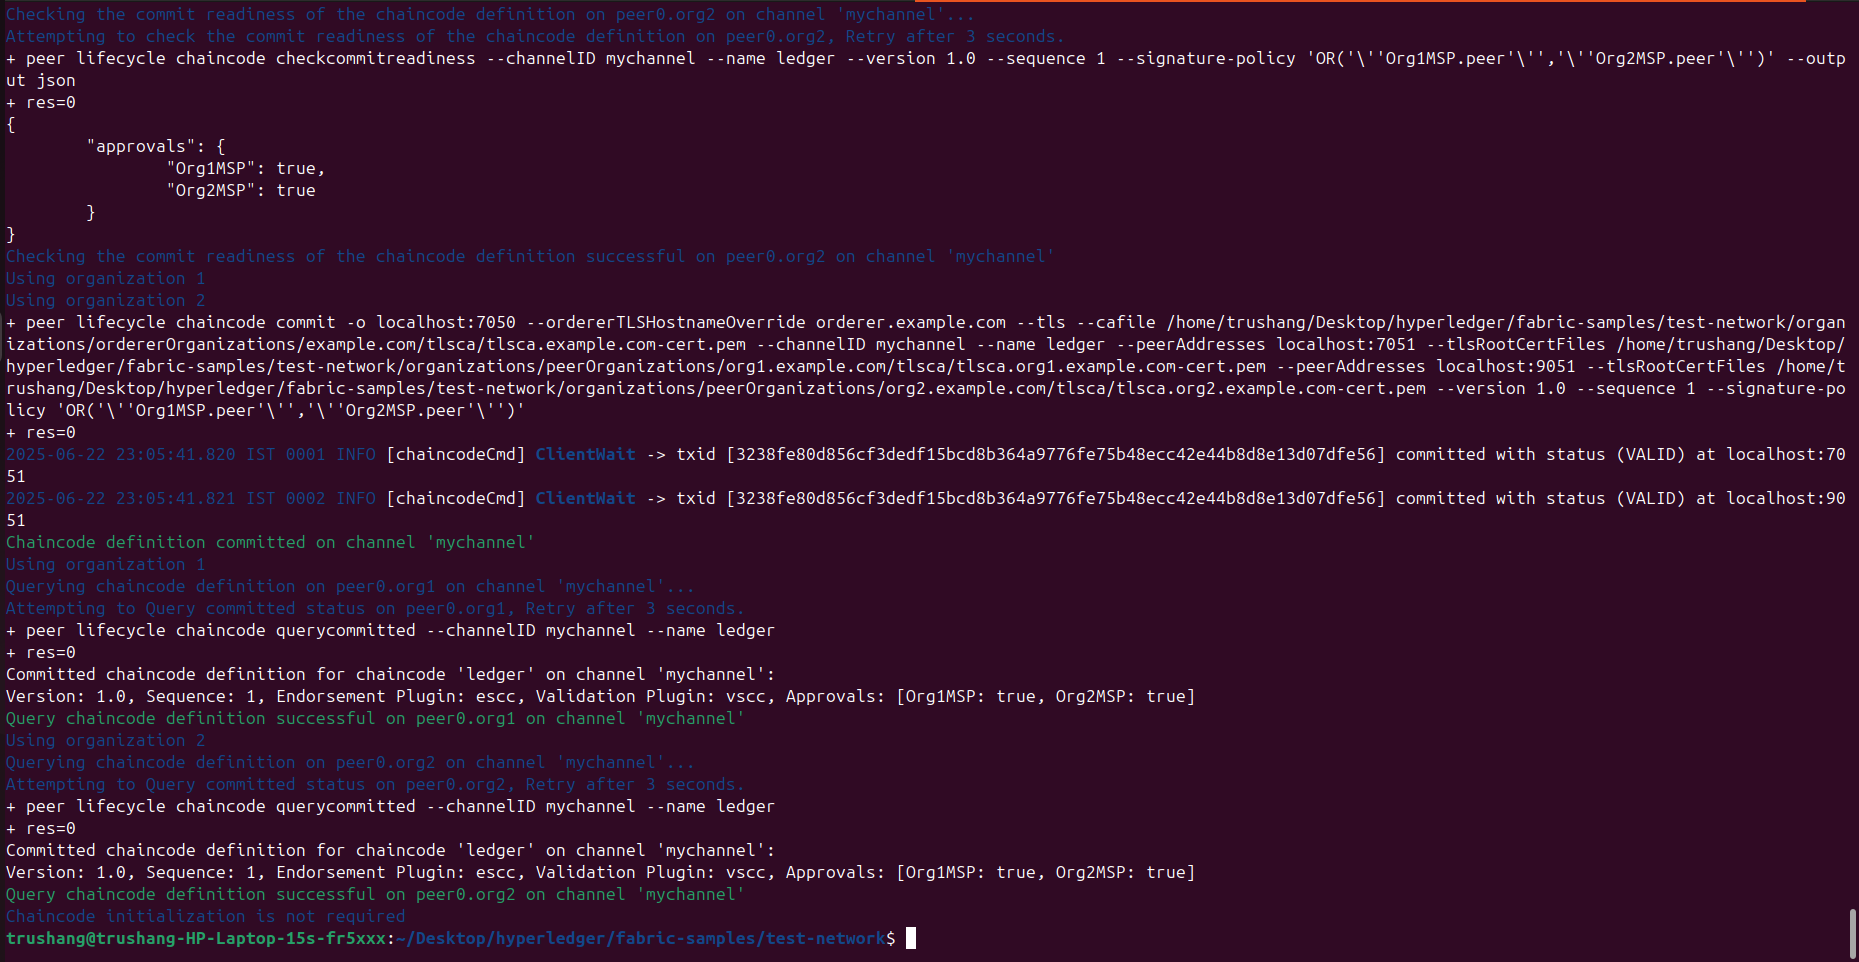 Checking the commit readiness of the chaincode definition on peer0.org2 on channel 'mychannel'...
Attempting to check the commit readiness of the chaincode definition on peer0.org2, Retry after 3 seconds.
+ peer lifecycle chaincode checkcommitreadiness --channelID mychannel --name ledger --version 1.0 --sequence 1 --signature-policy 'OR('\''Org1MSP.peer'\'','\''Org2MSP.peer'\'')' --outp
ut json
+ res=0
{
        "approvals": {
                "Org1MSP": true,
                "Org2MSP": true
        }
}
Checking the commit readiness of the chaincode definition successful on peer0.org2 on channel 'mychannel'
Using organization 1
Using organization 2
+ peer lifecycle chaincode commit -o localhost:7050 --ordererTLSHostnameOverride orderer.example.com --tls --cafile /home/trushang/Desktop/hyperledger/fabric-samples/test-network/organ
izations/ordererOrganizations/example.com/tlsca/tlsca.example.com-cert.pem --channelID mychannel --name ledger --peerAddresses localhost:7051 --tlsRootCertFiles /home/trushang/Desktop/
hyperledger/fabric-samples/test-network/organizations/peerOrganizations/org1.example.com/tlsca/tlsca.org1.example.com-cert.pem --peerAddresses localhost:9051 --tlsRootCertFiles /home/t
rushang/Desktop/hyperledger/fabric-samples/test-network/organizations/peerOrganizations/org2.example.com/tlsca/tlsca.org2.example.com-cert.pem --version 1.0 --sequence 1 --signature-po
licy 'OR('\''Org1MSP.peer'\'','\''Org2MSP.peer'\'')'
+ res=0
2025-06-22 23:05:41.820 IST 0001 INFO [chaincodeCmd] ClientWait -> txid [3238fe80d856cf3dedf15bcd8b364a9776fe75b48ecc42e44b8d8e13d07dfe56] committed with status (VALID) at localhost:70
51
2025-06-22 23:05:41.821 IST 0002 INFO [chaincodeCmd] ClientWait -> txid [3238fe80d856cf3dedf15bcd8b364a9776fe75b48ecc42e44b8d8e13d07dfe56] committed with status (VALID) at localhost:90
51
Chaincode definition committed on channel 'mychannel'
Using organization 1
Querying chaincode definition on peer0.org1 on channel 'mychannel'...
Attempting to Query committed status on peer0.org1, Retry after 3 seconds.
+ peer lifecycle chaincode querycommitted --channelID mychannel --name ledger
+ res=0
Committed chaincode definition for chaincode 'ledger' on channel 'mychannel':
Version: 1.0, Sequence: 1, Endorsement Plugin: escc, Validation Plugin: vscc, Approvals: [Org1MSP: true, Org2MSP: true]
Query chaincode definition successful on peer0.org1 on channel 'mychannel'
Using organization 2
Querying chaincode definition on peer0.org2 on channel 'mychannel'...
Attempting to Query committed status on peer0.org2, Retry after 3 seconds.
+ peer lifecycle chaincode querycommitted --channelID mychannel --name ledger
+ res=0
Committed chaincode definition for chaincode 'ledger' on channel 'mychannel':
Version: 1.0, Sequence: 1, Endorsement Plugin: escc, Validation Plugin: vscc, Approvals: [Org1MSP: true, Org2MSP: true]
Query chaincode definition successful on peer0.org2 on channel 'mychannel'
Chaincode initialization is not required
trushang@trushang-HP-Laptop-15s-fr5xxx:~/Desktop/hyperledger/fabric-samples/test-network$